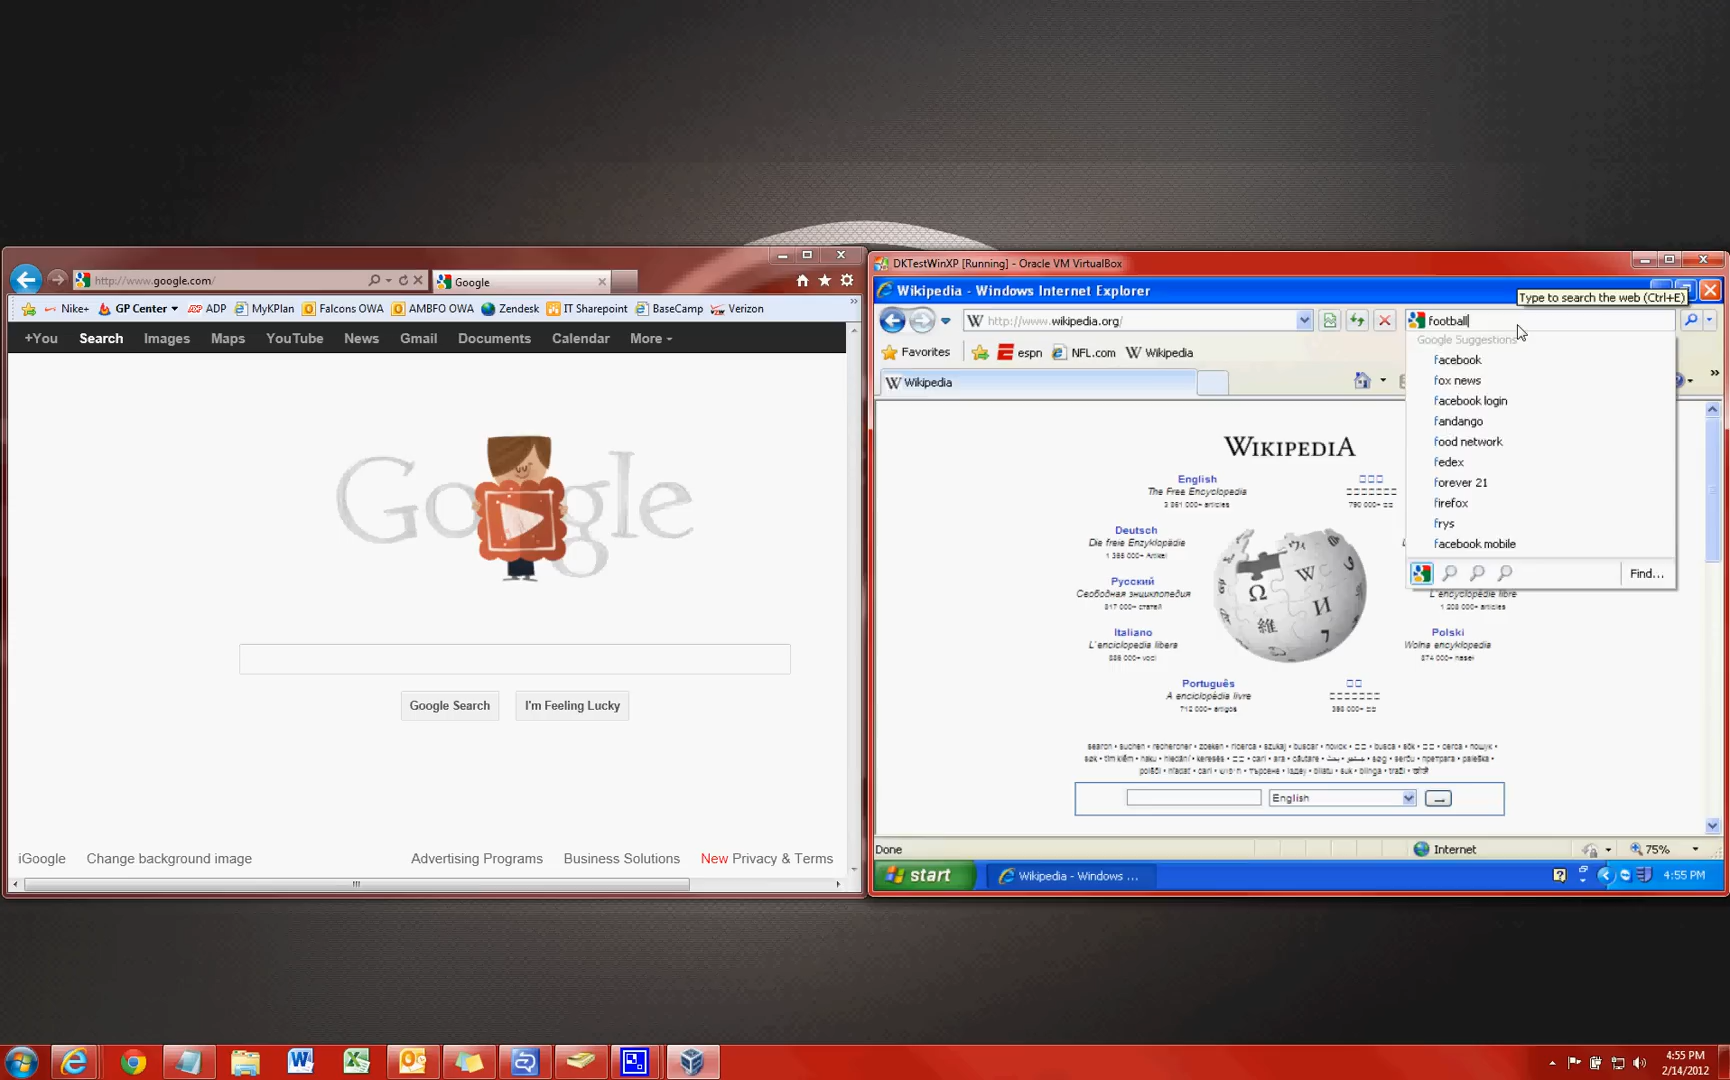 http://www.google.com/
Google
Nike+
GP Center
ADP
MyKPlan
Falcons OWA
AMBFO OWA
Zendesk
IT Sharepoint
BaseCamp
Verizon
+You
Search
Images
Maps
YouTube
News
Gmail
Documents
Calendar
More
Google
Google Search
I'm Feeling Lucky
iGoogle
Change background image
Advertising Programs
Business Solutions
New Privacy & Terms
DKTestWinXP [Running] - Oracle VM VirtualBox
Wikipedia - Windows Internet Explorer
Type to search the web (Ctrl+E)
http://www.wikipedia.org/
football
Favorites
espn
NFL.com
Wikipedia
Google Suggestions
facebook
fox news
facebook login
fandango
food network
fedex
forever 21
firefox
frys
facebook mobile
Find...
Wikipedia
WIKIPEDIA
English
The Free Encyclopedia
Deutsch
Die freie Enzyklopädie
Русский
Свободная энциклопедия
Italiano
L'enciclopedia libera
L'encyclopédie libre
Polski
Wolna encyklopedia
Português
A enciclopédia livre
English
Done
Internet
75%
start
Wikipedia - Windows ...
4:55 PM
4:55 PM
2/14/2012